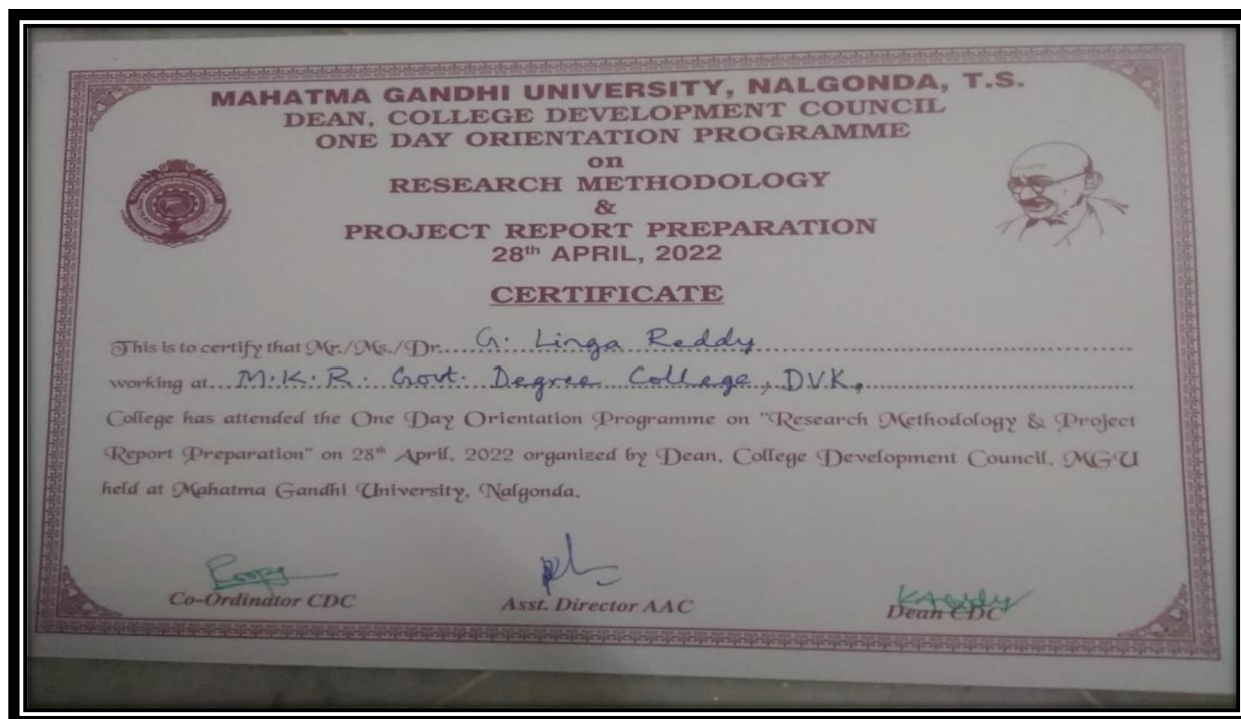 MAHATMA GANDHI UNIVERSITY, NALGONDA, T.S.
DEAN, COLLEGE DEVELOPMENT COUNCIL
ONE DAY ORIENTATION PROGRAMME
on
RESEARCH METHODOLOGY
&
PROJECT REPORT PREPARATION
28th APRIL, 2022
CERTIFICATE
This is to certify that Mr./Ms./Dr. G. Linga Reddy
working at M.K.R. Govt. Degree College, DVK,
College has attended the One Day Orientation Programme on "Research Methodology & Project
Report Preparation" on 28th April, 2022 organized by Dean, College Development Council, MGU
held at Mahatma Gandhi University, Nalgonda.
Co-Ordinator CDC
Asst. Director AAC
Dean CDC